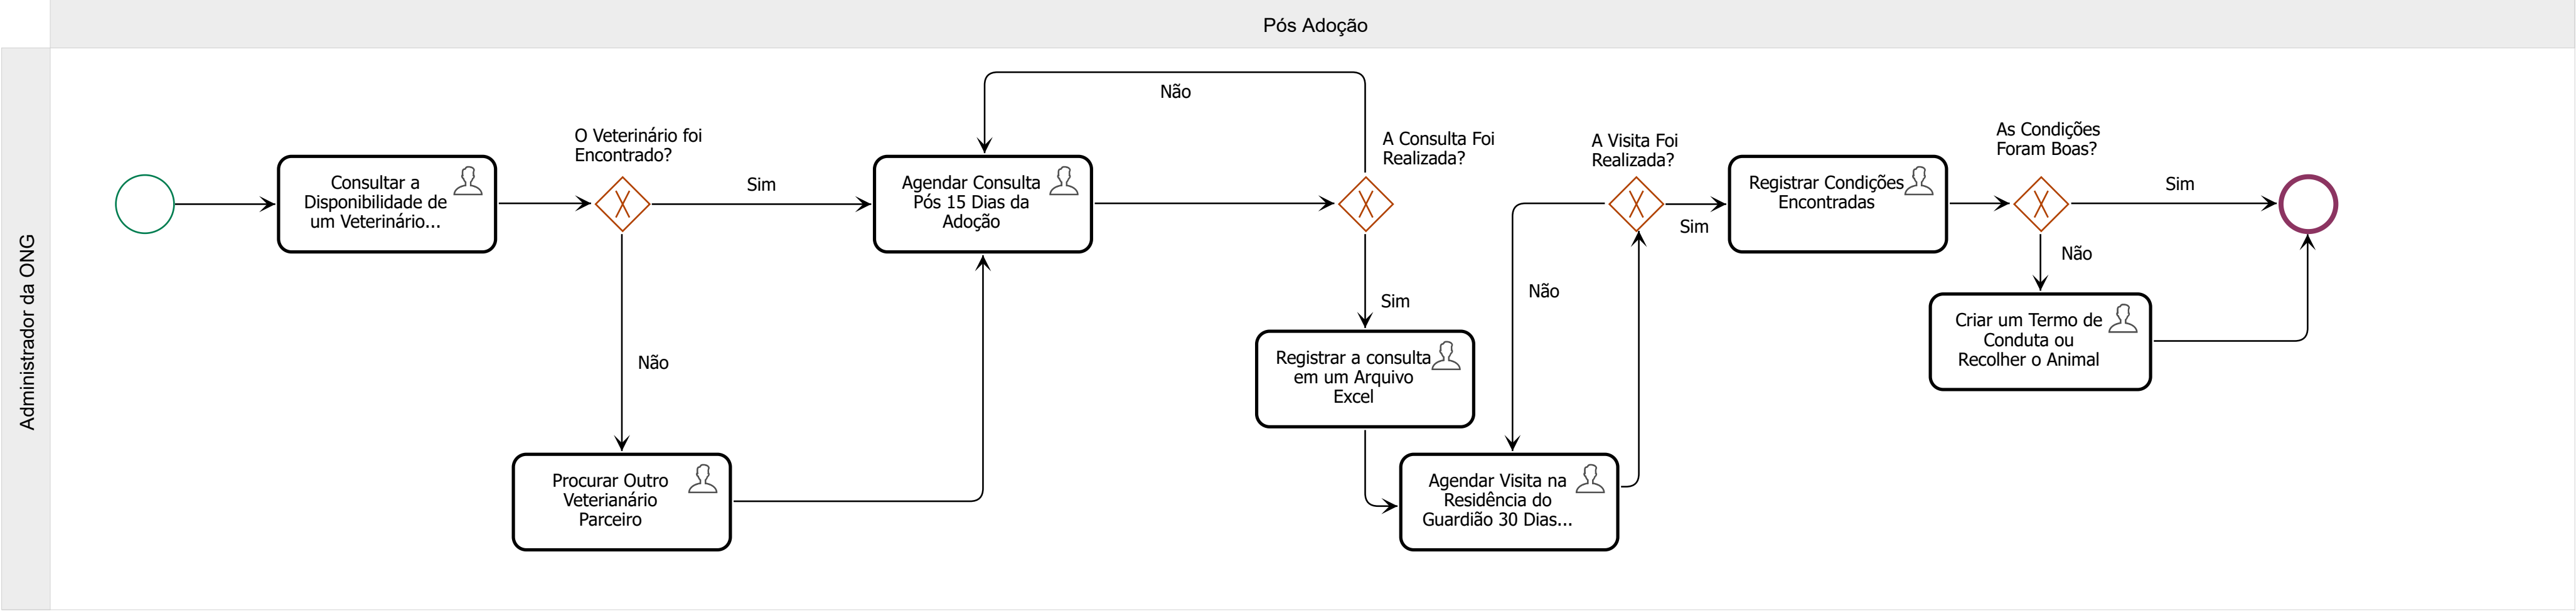 Pós Adoção
Administrador da ONG
Consultar a
Disponibilidade de
um Veterinário...
O Veterinário foi
Encontrado?
Sim
Não
Procurar Outro
Veterianário
Parceiro
Agendar Consulta
Pós 15 Dias da
Adoção
Não
A Consulta Foi
Realizada?
Sim
Registrar a consulta
em um Arquivo
Excel
Agendar Visita na
Residência do
Guardião 30 Dias...
A Visita Foi
Realizada?
Não
Sim
Registrar Condições
Encontradas
As Condições
Foram Boas?
Sim
Não
Criar um Termo de
Conduta ou
Recolher o Animal